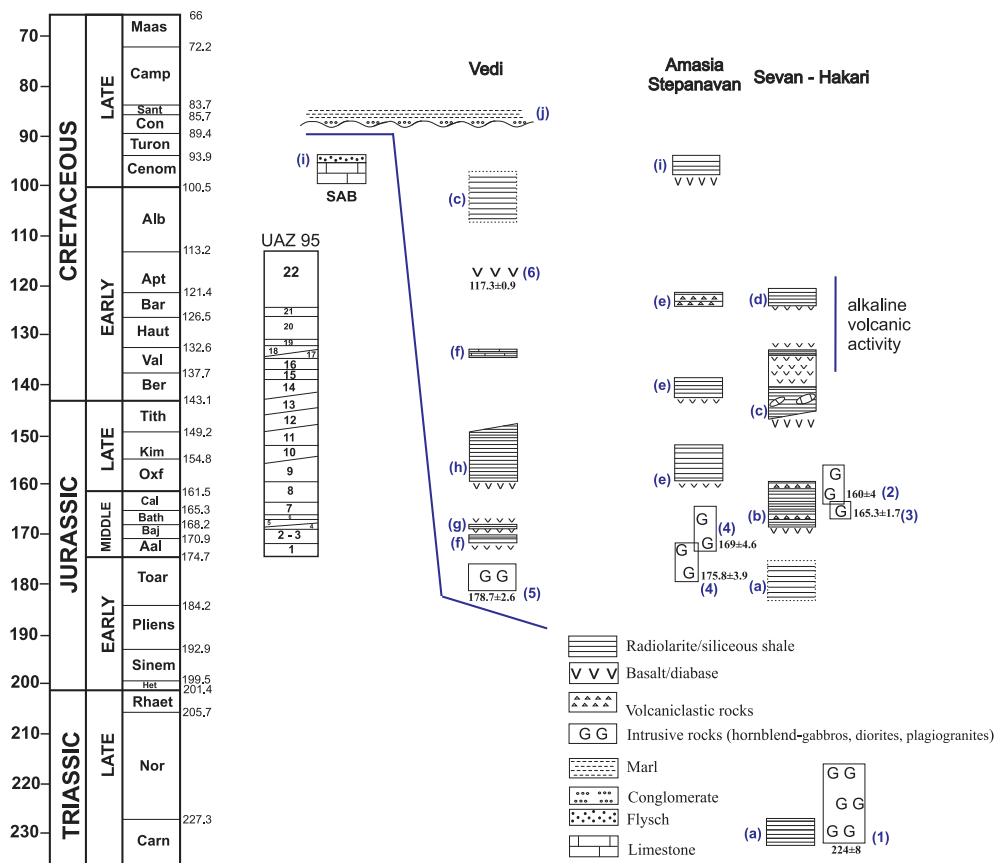 66
70
Maas
72.2
Vedi
Amasia
Stepanavan
Sevan - Hakari
80
LATE
Camp
83.7
Sant
85.7
Con
89.4
(j)
90
Turon
93.9
Cenom
100
100.5
(i)
SAB
(c)
(i)
CRETACEOUS
110
Alb
113.2
UAZ 95
120
EARLY
Apt
121.4
Bar
126.5
130
Haut
132.6
Val
137.7
140
Ber
143.1
22
21
20
19
18
17
16
15
14
13
12
11
10
9
8
7
6
5
4
2 - 3
1
V V V
(6)
117.3±0.9
(f)
(h)
(g)
(f)
G G
178.7±2.6
(5)
(e)
(e)
(e)
G
G
(4)
169±4.6
G
G
175.8±3.9
(4)
(d)
alkaline
volcanic
activity
(c)
(b)
G
G
(2)
160±4
G
165.3±1.7
(3)
(a)
JURASSIC
LATE
Tith
149.2
150
Kim
154.8
Oxf
160
161.5
MIDDLE
Cal
165.3
Bath
168.2
170
Baj
170.9
Aal
174.7
EARLY
Toar
180
184.2
Pliens
190
192.9
Sinem
199.5
200
Het
201.4
TRIASSIC
LATE
Rhaet
205.7
210
Nor
220
227.3
230
Carn
Radiolarite/siliceous shale
V V Basalt/diabase
Volcaniclastic rocks
G G Intrusive rocks (hornblend-gabbros, diorites, plagiogranites)
Marl
Conglomerate
Flysch
Limestone
(a)
G G
G G
G G
(1)
224±8